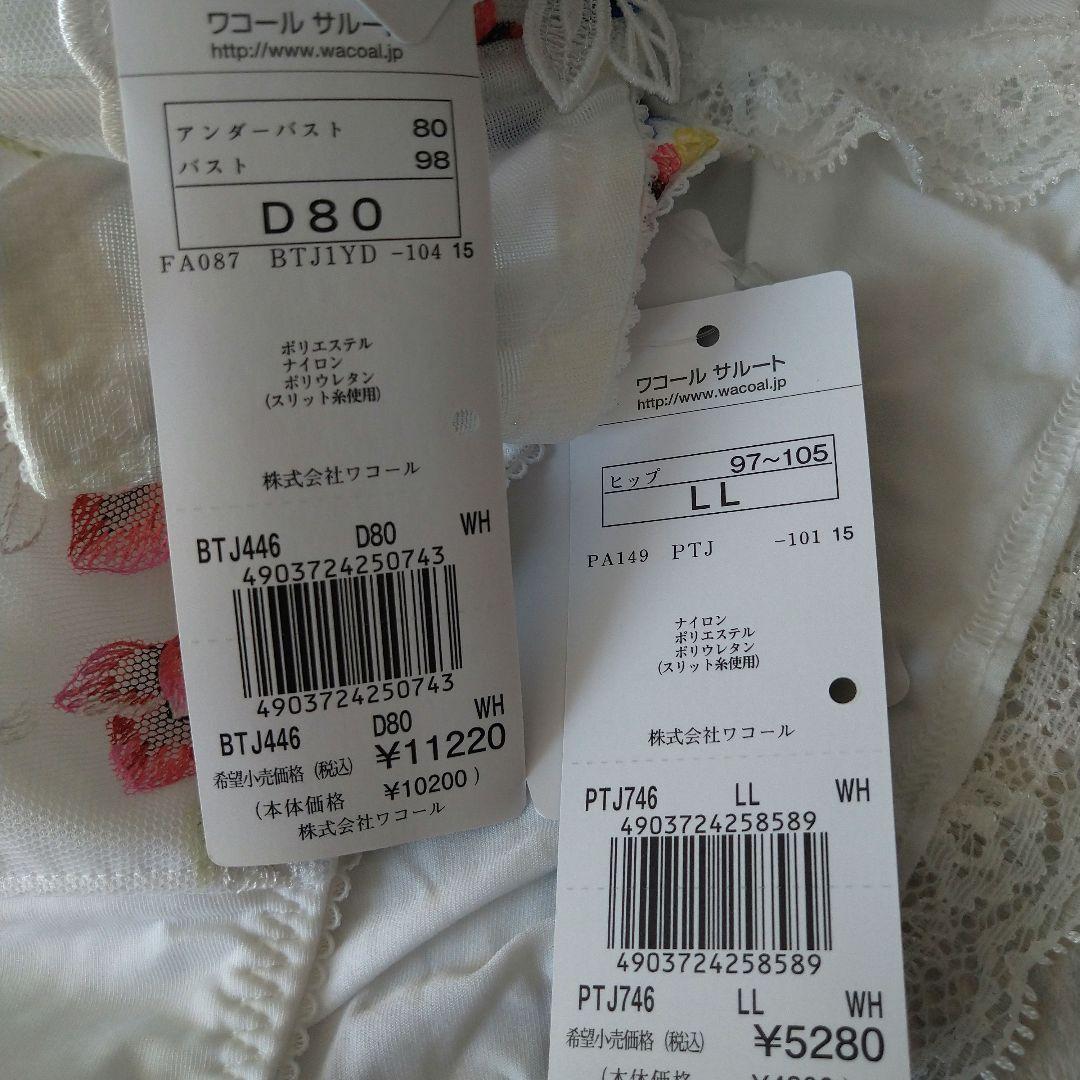 ワコール サルート
http://www.wacoal.jp
アンダーバスト 80
バスト 98
D80
FA087 BTJ1YD -104 15
ポリエステル
ナイロン
ポリウレタン
(スリット糸使用)
株式会社ワコール
BTJ446 D80 WH
4903724250743
4903724250743
BTJ446 D80 WH
希望小売価格 (税込) ¥11220
(本体価格 ¥10200 )
株式会社ワコール
ワコール サルート
http://www.wacoal.jp
ヒップ 97~105
LL
PA149 PTJ -101 15
ナイロン
ポリエステル
ポリウレタン
(スリット糸使用)
株式会社ワコール
PTJ746 LL WH
4903724258589
4903724258589
PTJ746 LL WH
希望小売価格 (税込) ¥5280
(本体価格